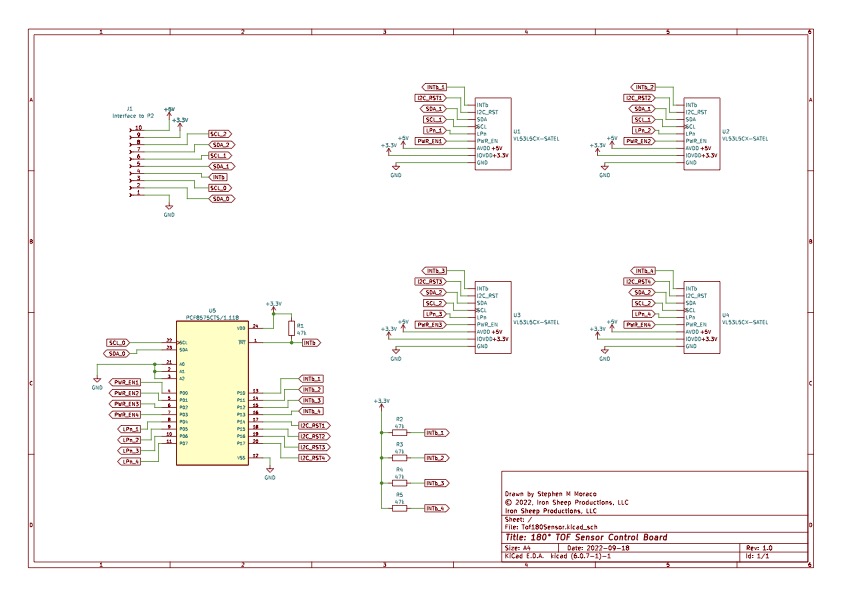 1 2 3 4 5 6
A
B
C
D
J1
Interface to P2
+5V
+3.3V
10
9
8
7
6
5
4
3
2
1
SCL_2
SDA_2
SCL_1
SDA_1
INTb
SCL_0
SDA_0
GND
INTb_1
I2C_RST1
SDA_1
SCL_1
LPn_1
PWR_EN1
+5V
+3.3V
GND
INTb
I2C_RST
SDA
SCL
LPn
PWR_EN
AVDD +5V
IOVDD+3.3V
GND
U1
VL53L5CX-SATEL
INTb_2
I2C_RST2
SDA_1
SCL_1
LPn_2
PWR_EN2
+5V
+3.3V
GND
INTb
I2C_RST
SDA
SCL
LPn
PWR_EN
AVDD +5V
IOVDD+3.3V
GND
U2
VL53L5CX-SATEL
INTb_3
I2C_RST3
SDA_2
SCL_2
LPn_3
PWR_EN3
+5V
+3.3V
GND
INTb
I2C_RST
SDA
SCL
LPn
PWR_EN
AVDD +5V
IOVDD+3.3V
GND
U3
VL53L5CX-SATEL
INTb_4
I2C_RST4
SDA_2
SCL_2
LPn_4
PWR_EN4
+5V
+3.3V
GND
INTb
I2C_RST
SDA
SCL
LPn
PWR_EN
AVDD +5V
IOVDD+3.3V
GND
U4
VL53L5CX-SATEL
U5
PCF8575CTS/1.118
+3.3V
R1
47k
INTb
SCL_0
SDA_0
GND
PWR_EN1
PWR_EN2
PWR_EN3
PWR_EN4
LPn_1
LPn_2
LPn_3
LPn_4
22 SCL
23 SDA
21 A0
2 A1
3 A2
4 P00
5 P01
6 P02
7 P03
8 P04
9 P05
10 P06
11 P07
VDD 24
INT 1
P10 13
P11 14
P12 15
P13 16
P14 17
P15 18
P16 19
P17 20
VSS 12
INTb_1
INTb_2
INTb_3
INTb_4
I2C_RST1
I2C_RST2
I2C_RST3
I2C_RST4
GND
+3.3V
R2
47k
INTb_1
R3
47k
INTb_2
R4
47k
INTb_3
R5
47k
INTb_4
Drawn by Stephen M Moraco
© 2022, Iron Sheep Productions, LLC
Iron Sheep Productions, LLC
Sheet: /
File: Tof180Sensor.kicad_sch
Title: 180° TOF Sensor Control Board
Size: A4 Date: 2022-09-18 Rev: 1.0
KiCad E.D.A. kicad (6.0.7-1)-1 Id: 1/1
A
B
C
D
1 2 3 4 5 6